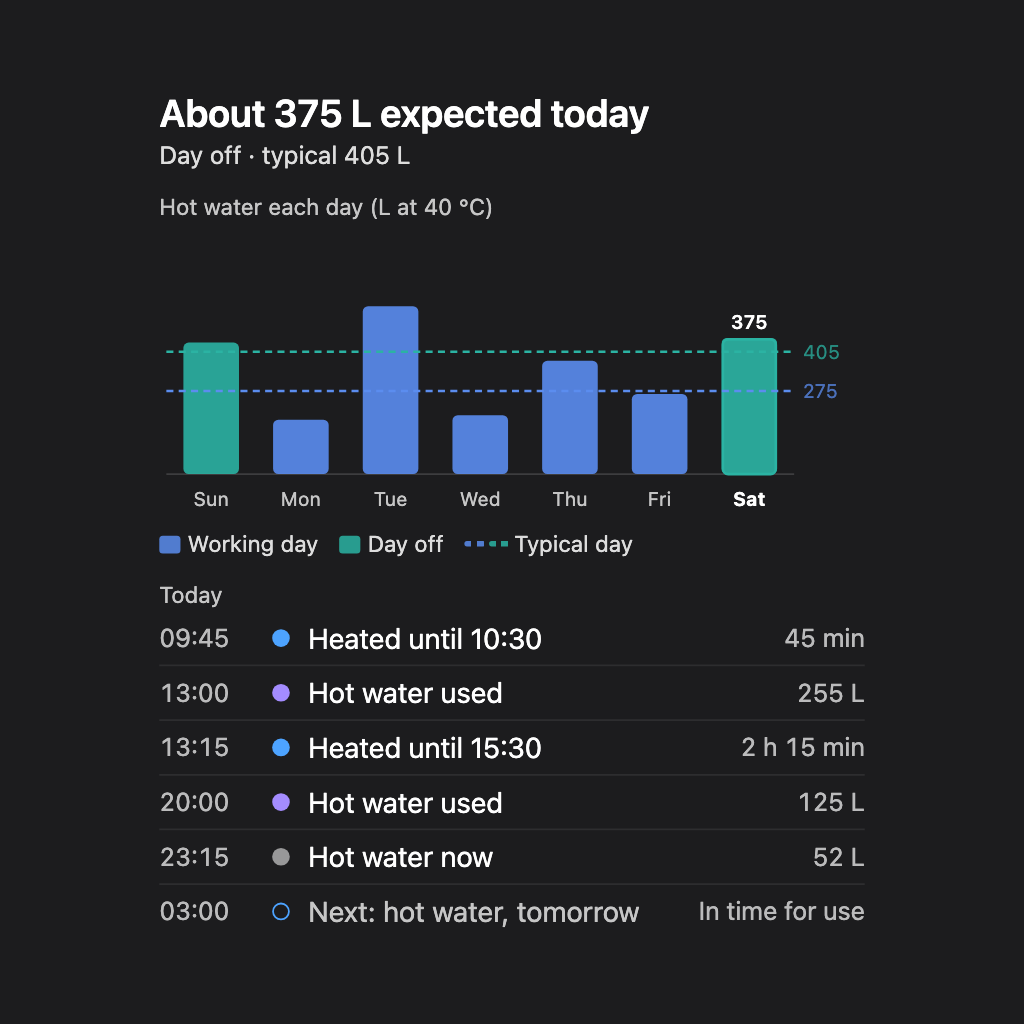 About 375 L expected today
Day off · typical 405 L
Hot water each day (L at 40 °C)
375
405
275
Sun Mon Tue Wed Thu Fri Sat
Working day Day off Typical day
Today
09:45 Heated until 10:30 45 min
13:00 Hot water used 255 L
13:15 Heated until 15:30 2 h 15 min
20:00 Hot water used 125 L
23:15 Hot water now 52 L
03:00 Next: hot water, tomorrow In time for use